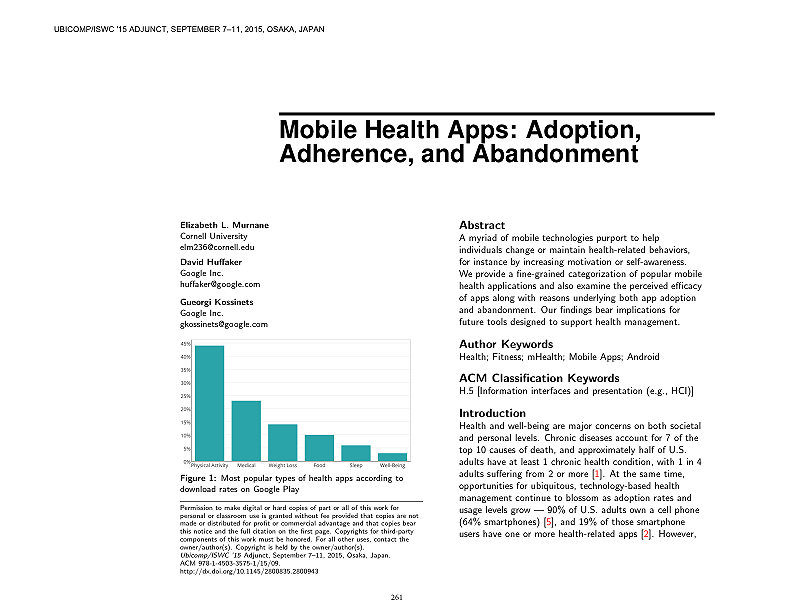 UBICOMP/ISWC '15 ADJUNCT, SEPTEMBER 7–11, 2015, OSAKA, JAPAN
Mobile Health Apps: Adoption,
Adherence, and Abandonment
Elizabeth L. Murnane
Cornell University
elm236@cornell.edu
David Huffaker
Google Inc.
huffaker@google.com
Gueorgi Kossinets
Google Inc.
gkossinets@google.com
45%
40%
35%
30%
25%
20%
15%
10%
5%
0%
Physical Activity Medical Weight Loss Food Sleep Well-Being
Figure 1: Most popular types of health apps according to
download rates on Google Play
Permission to make digital or hard copies of part or all of this work for
personal or classroom use is granted without fee provided that copies are not
made or distributed for profit or commercial advantage and that copies bear
this notice and the full citation on the first page. Copyrights for third-party
components of this work must be honored. For all other uses, contact the
owner/author(s). Copyright is held by the owner/author(s).
Ubicomp/ISWC '15 Adjunct, September 7–11, 2015, Osaka, Japan.
ACM 978-1-4503-3575-1/15/09.
http://dx.doi.org/10.1145/2800835.2800943
Abstract
A myriad of mobile technologies purport to help
individuals change or maintain health-related behaviors,
for instance by increasing motivation or self-awareness.
We provide a fine-grained categorization of popular mobile
health applications and also examine the perceived efficacy
of apps along with reasons underlying both app adoption
and abandonment. Our findings bear implications for
future tools designed to support health management.
Author Keywords
Health; Fitness; mHealth; Mobile Apps; Android
ACM Classification Keywords
H.5 [Information interfaces and presentation (e.g., HCI)]
Introduction
Health and well-being are major concerns on both societal
and personal levels. Chronic diseases account for 7 of the
top 10 causes of death, and approximately half of U.S.
adults have at least 1 chronic health condition, with 1 in 4
adults suffering from 2 or more [1]. At the same time,
opportunities for ubiquitous, technology-based health
management continue to blossom as adoption rates and
usage levels grow — 90% of U.S. adults own a cell phone
(64% smartphones) [5], and 19% of those smartphone
users have one or more health-related apps [2]. However,
261